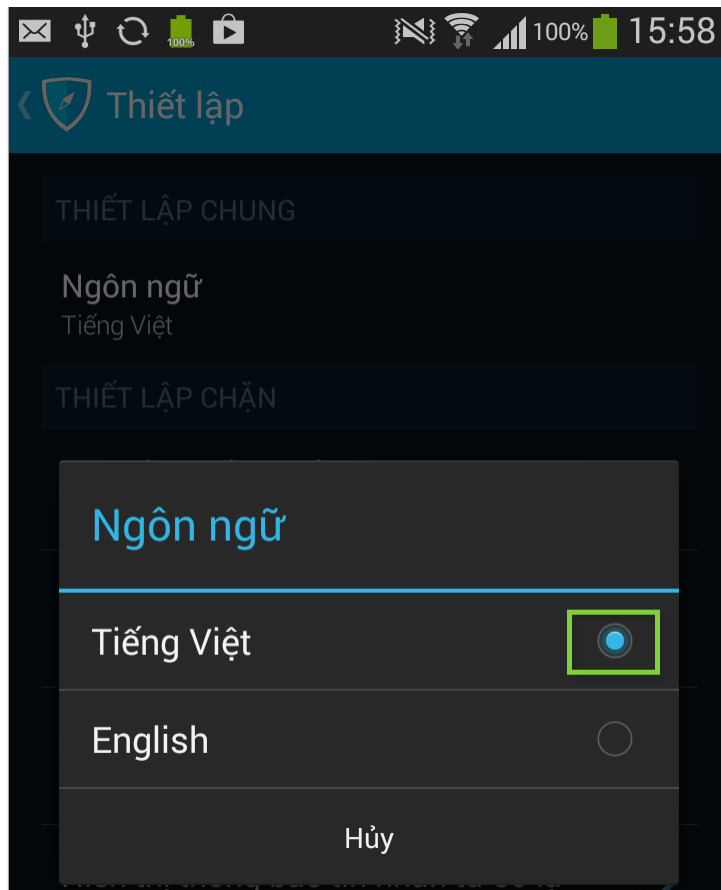 100% 100% 15:58
Thiết lập
THIẾT LẬP CHUNG
Ngôn ngữ
Tiếng Việt
THIẾT LẬP CHẶN
Ngôn ngữ
Tiếng Việt
English
Hủy